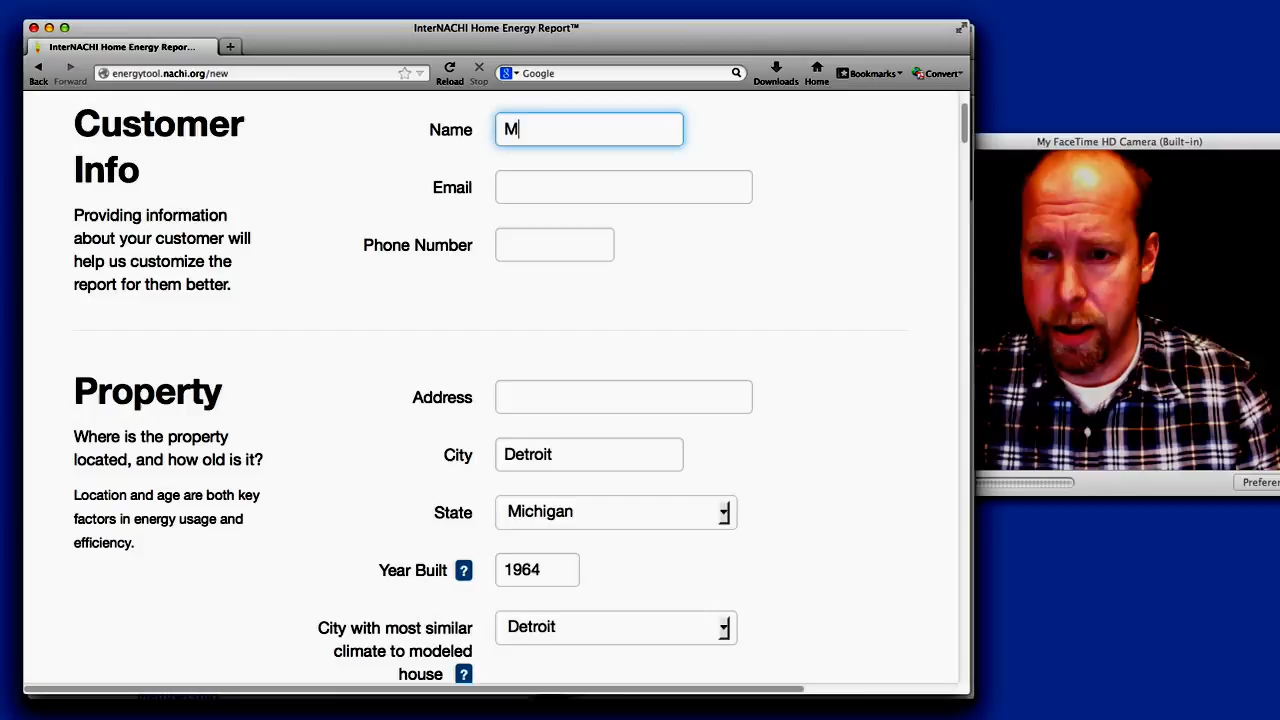 InterNACHI Home Energy Report™
InterNACHI Home Energy Repor...
Back
Forward
energytool.nachi.org/new
Reload
Stop
Google
Downloads
Home
Bookmarks
Convert
Customer
Info
Providing information
about your customer will
help us customize the
report for them better.
Name
M
Email
Phone Number
Property
Where is the property
located, and how old is it?
Location and age are both key
factors in energy usage and
efficiency.
Address
City
Detroit
State
Michigan
Year Built ?
1964
City with most similar
climate to modeled
house ?
Detroit
My FaceTime HD Camera (Built-in)
Preferen